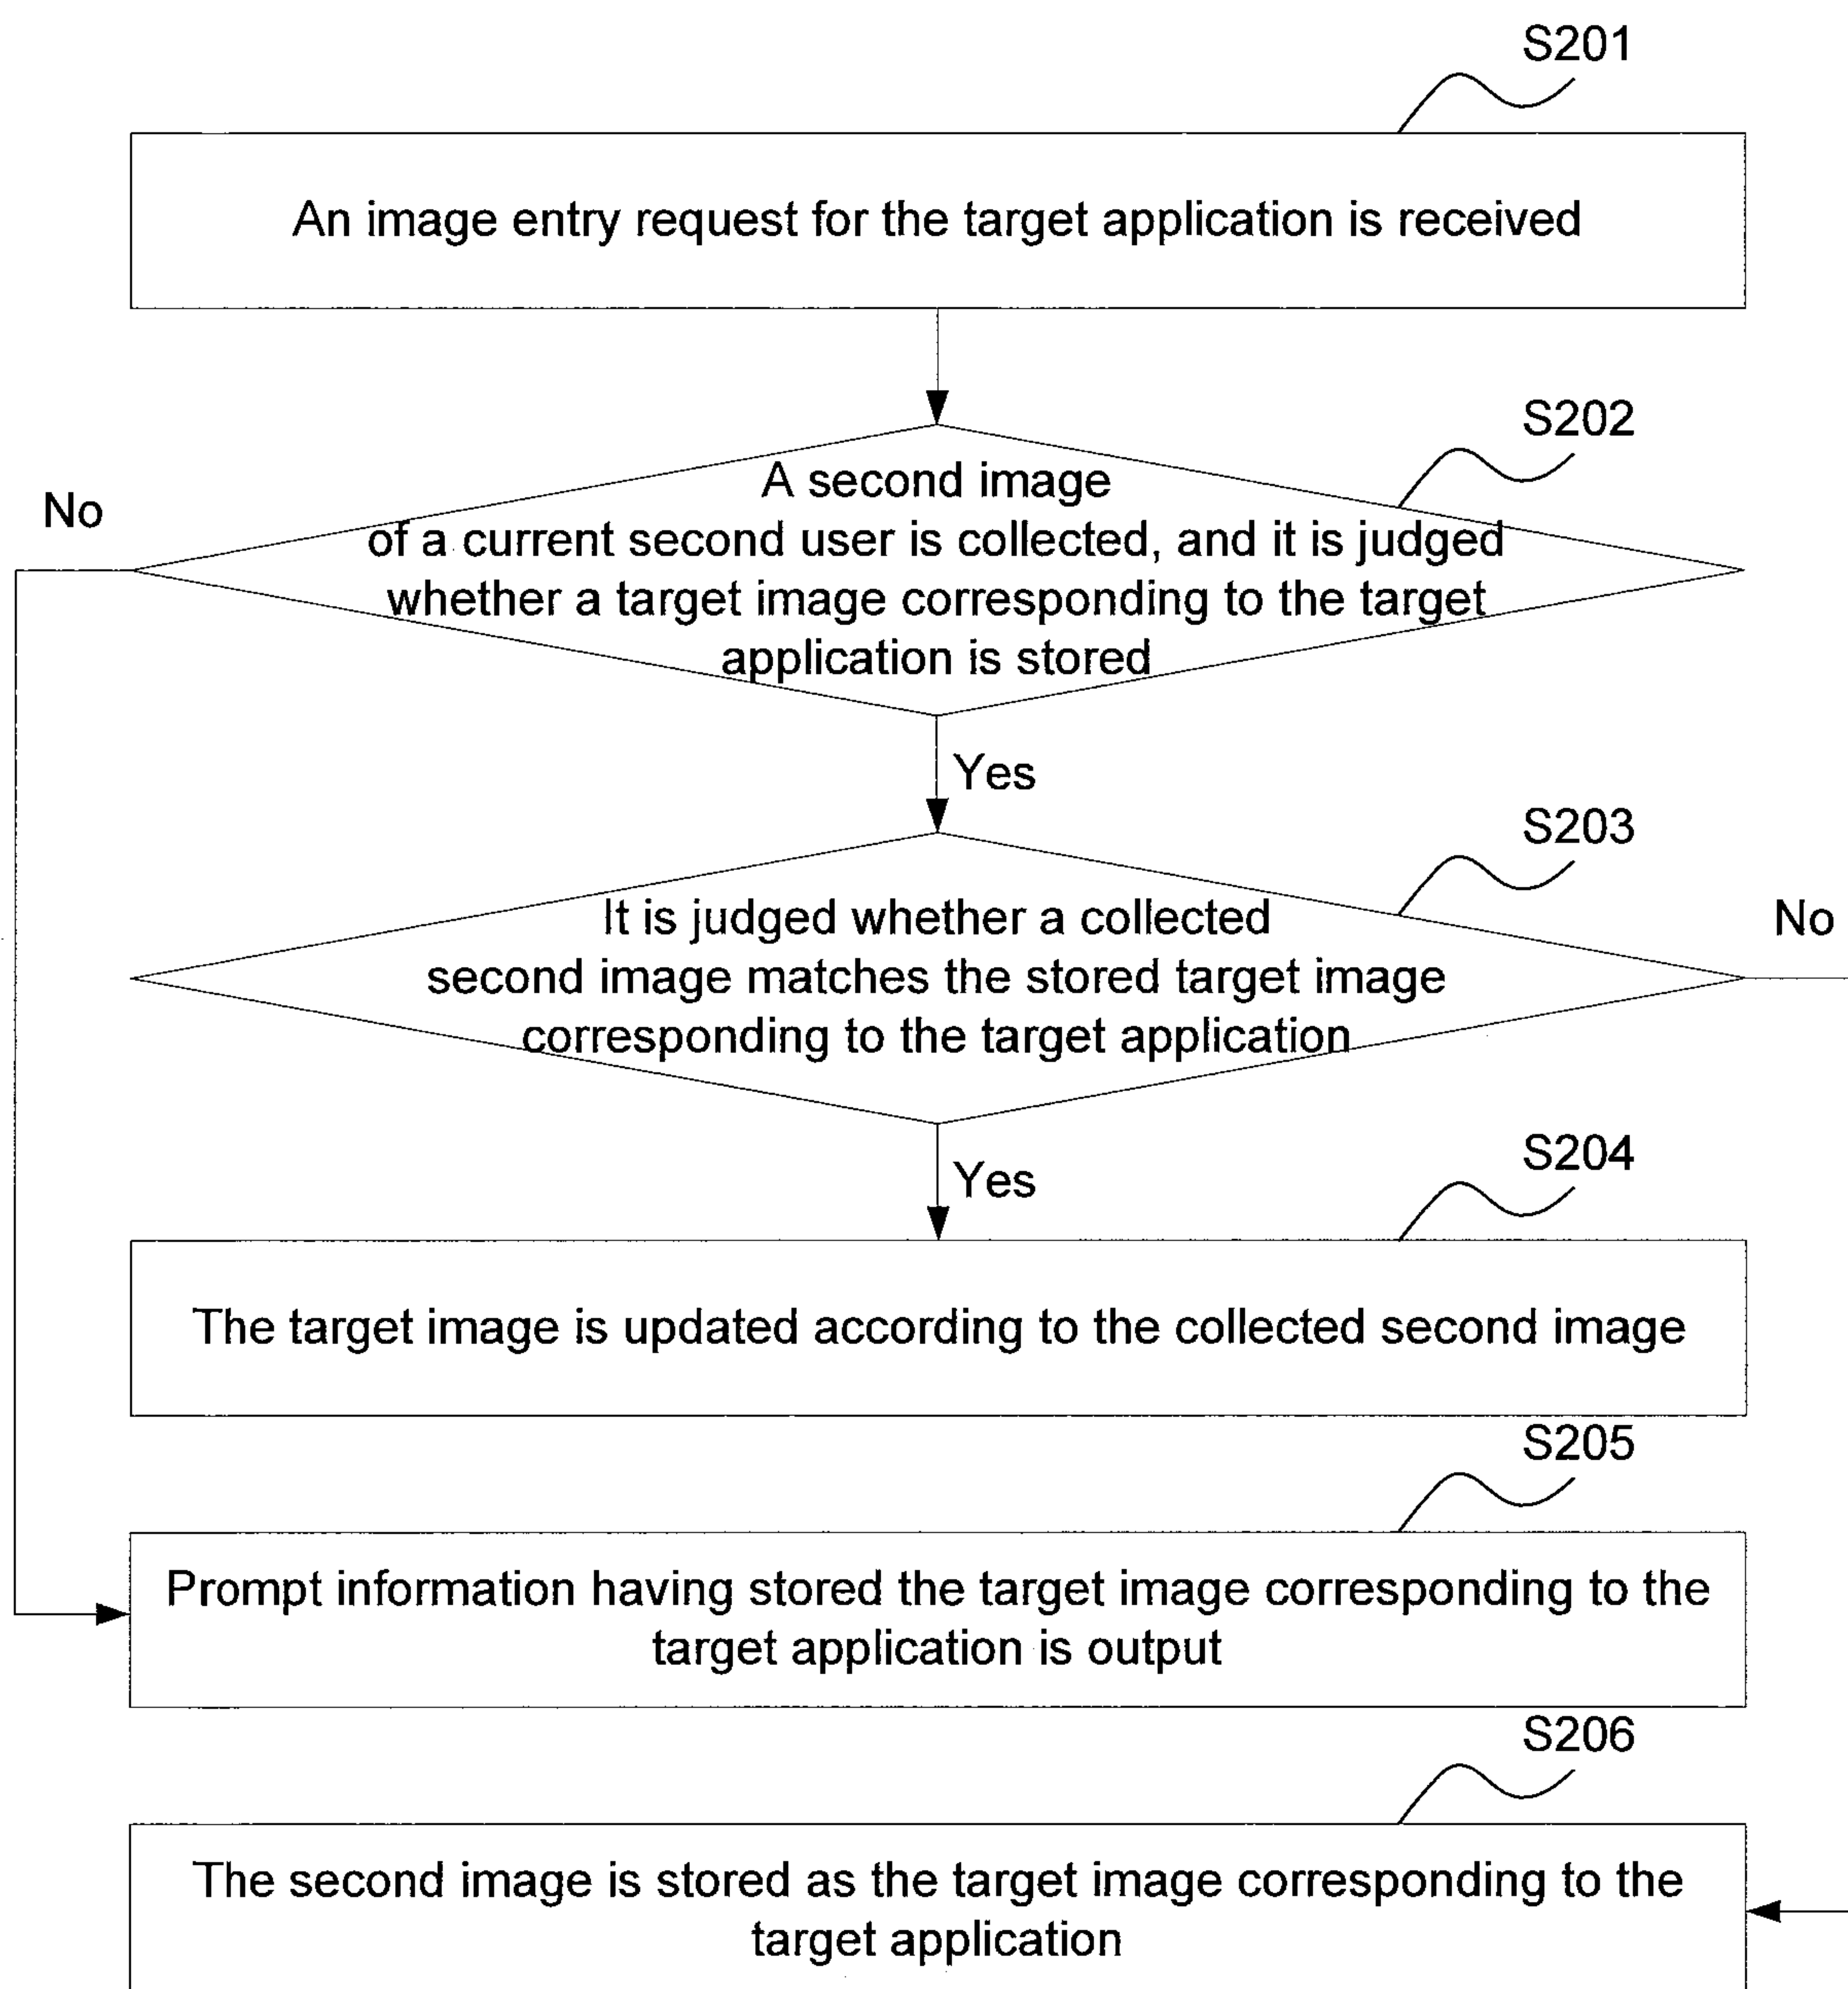 S201
An image entry request for the target application is received
S202
No
A second image
of a current second user is collected, and it is judged
whether a target image corresponding to the target
application is stored
Yes
S203
No
It is judged whether a collected
second image matches the stored target image
corresponding to the target application
Yes
S204
The target image is updated according to the collected second image
S205
Prompt information having stored the target image corresponding to the
target application is output
S206
The second image is stored as the target image corresponding to the
target application